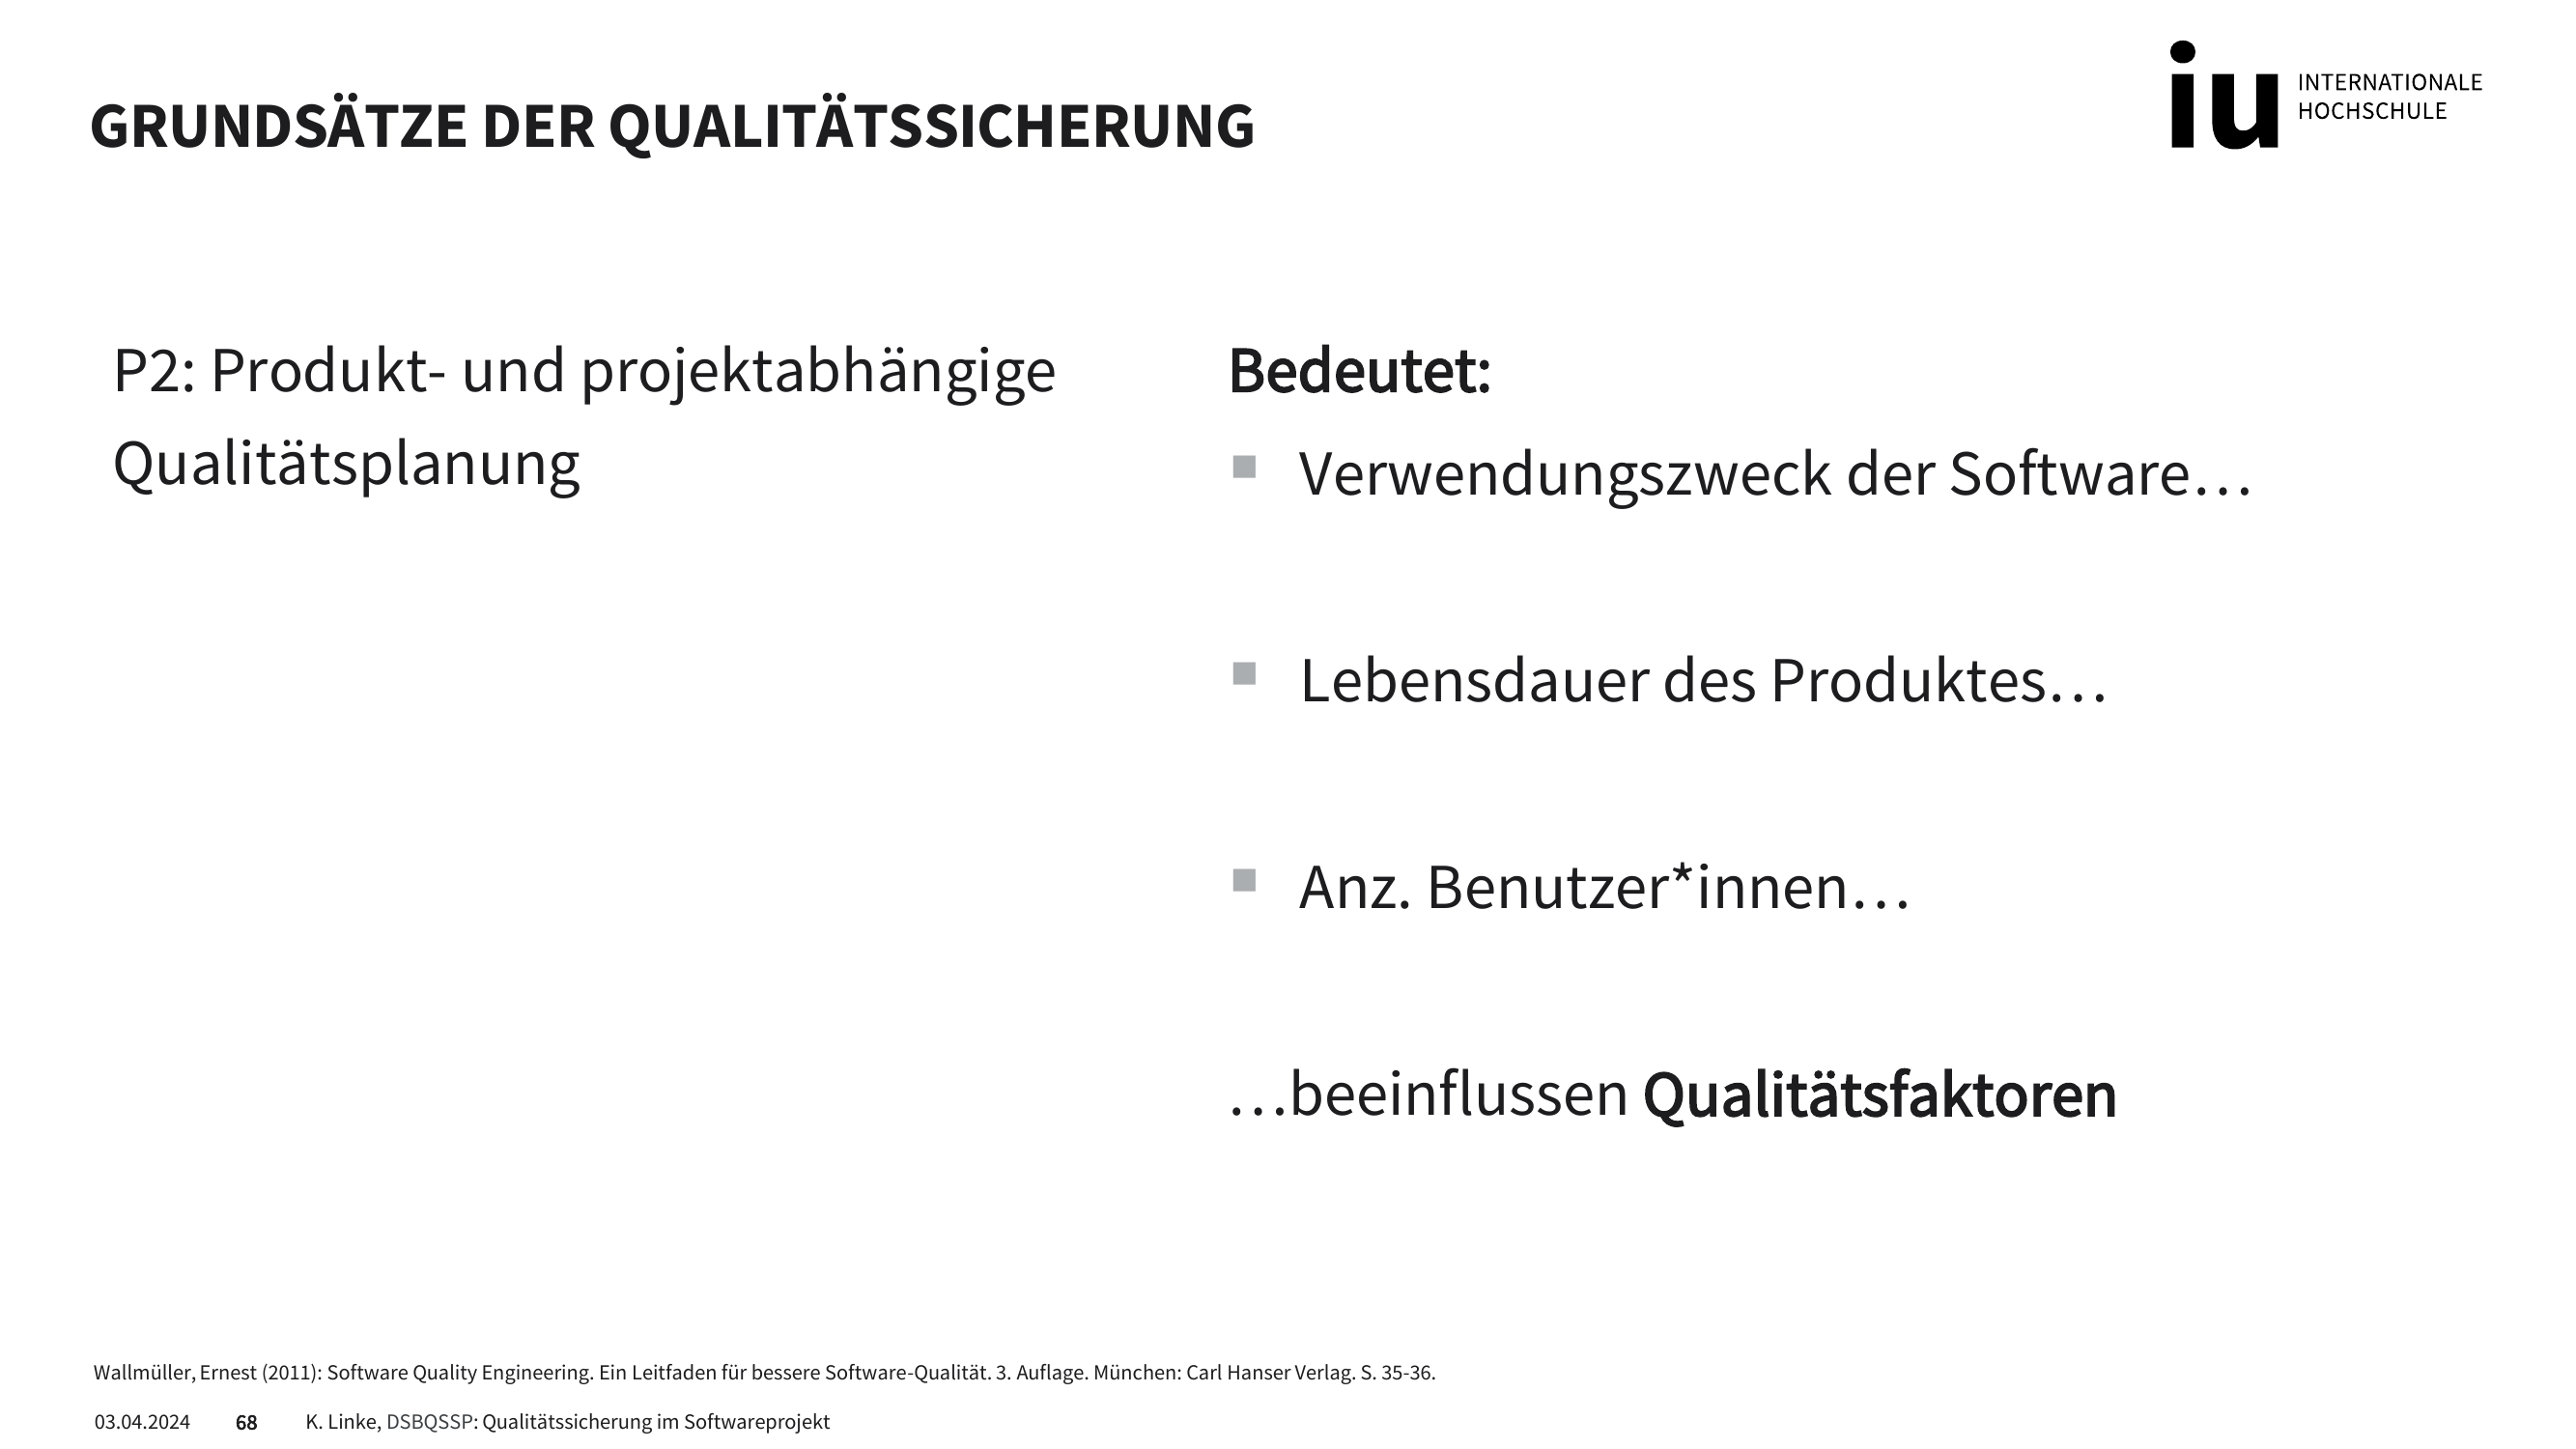 GRUNDSÄTZE DER QUALITÄTSSICHERUNG
iu INTERNATIONALE
HOCHSCHULE
P2: Produkt- und projektabhängige
Qualitätsplanung
Bedeutet:
Verwendungszweck der Software…
Lebensdauer des Produktes…
Anz. Benutzer*innen…
…beeinflussen Qualitätsfaktoren
Wallmüller, Ernest (2011): Software Quality Engineering. Ein Leitfaden für bessere Software-Qualität. 3. Auflage. München: Carl Hanser Verlag. S. 35-36.
03.04.2024 68 K. Linke, DSBQSSP: Qualitätssicherung im Softwareprojekt